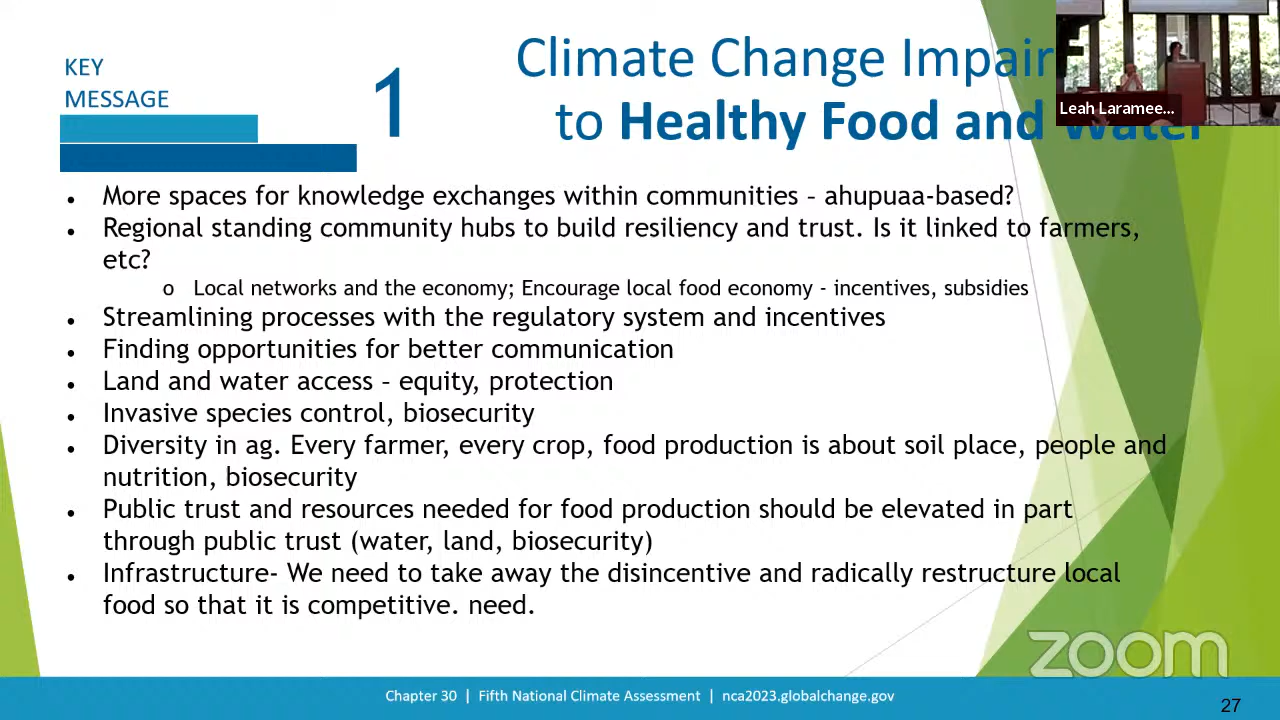 KEY
MESSAGE
1
Climate Change Impair
to Healthy Food and Water
Leah Laramee...
• More spaces for knowledge exchanges within communities – ahupuaa-based?
• Regional standing community hubs to build resiliency and trust. Is it linked to farmers,
etc?
o Local networks and the economy; Encourage local food economy - incentives, subsidies
• Streamlining processes with the regulatory system and incentives
• Finding opportunities for better communication
• Land and water access – equity, protection
• Invasive species control, biosecurity
• Diversity in ag. Every farmer, every crop, food production is about soil place, people and
nutrition, biosecurity
• Public trust and resources needed for food production should be elevated in part
through public trust (water, land, biosecurity)
• Infrastructure- We need to take away the disincentive and radically restructure local
food so that it is competitive. need.
zoom
Chapter 30 | Fifth National Climate Assessment | nca2023.globalchange.gov
27